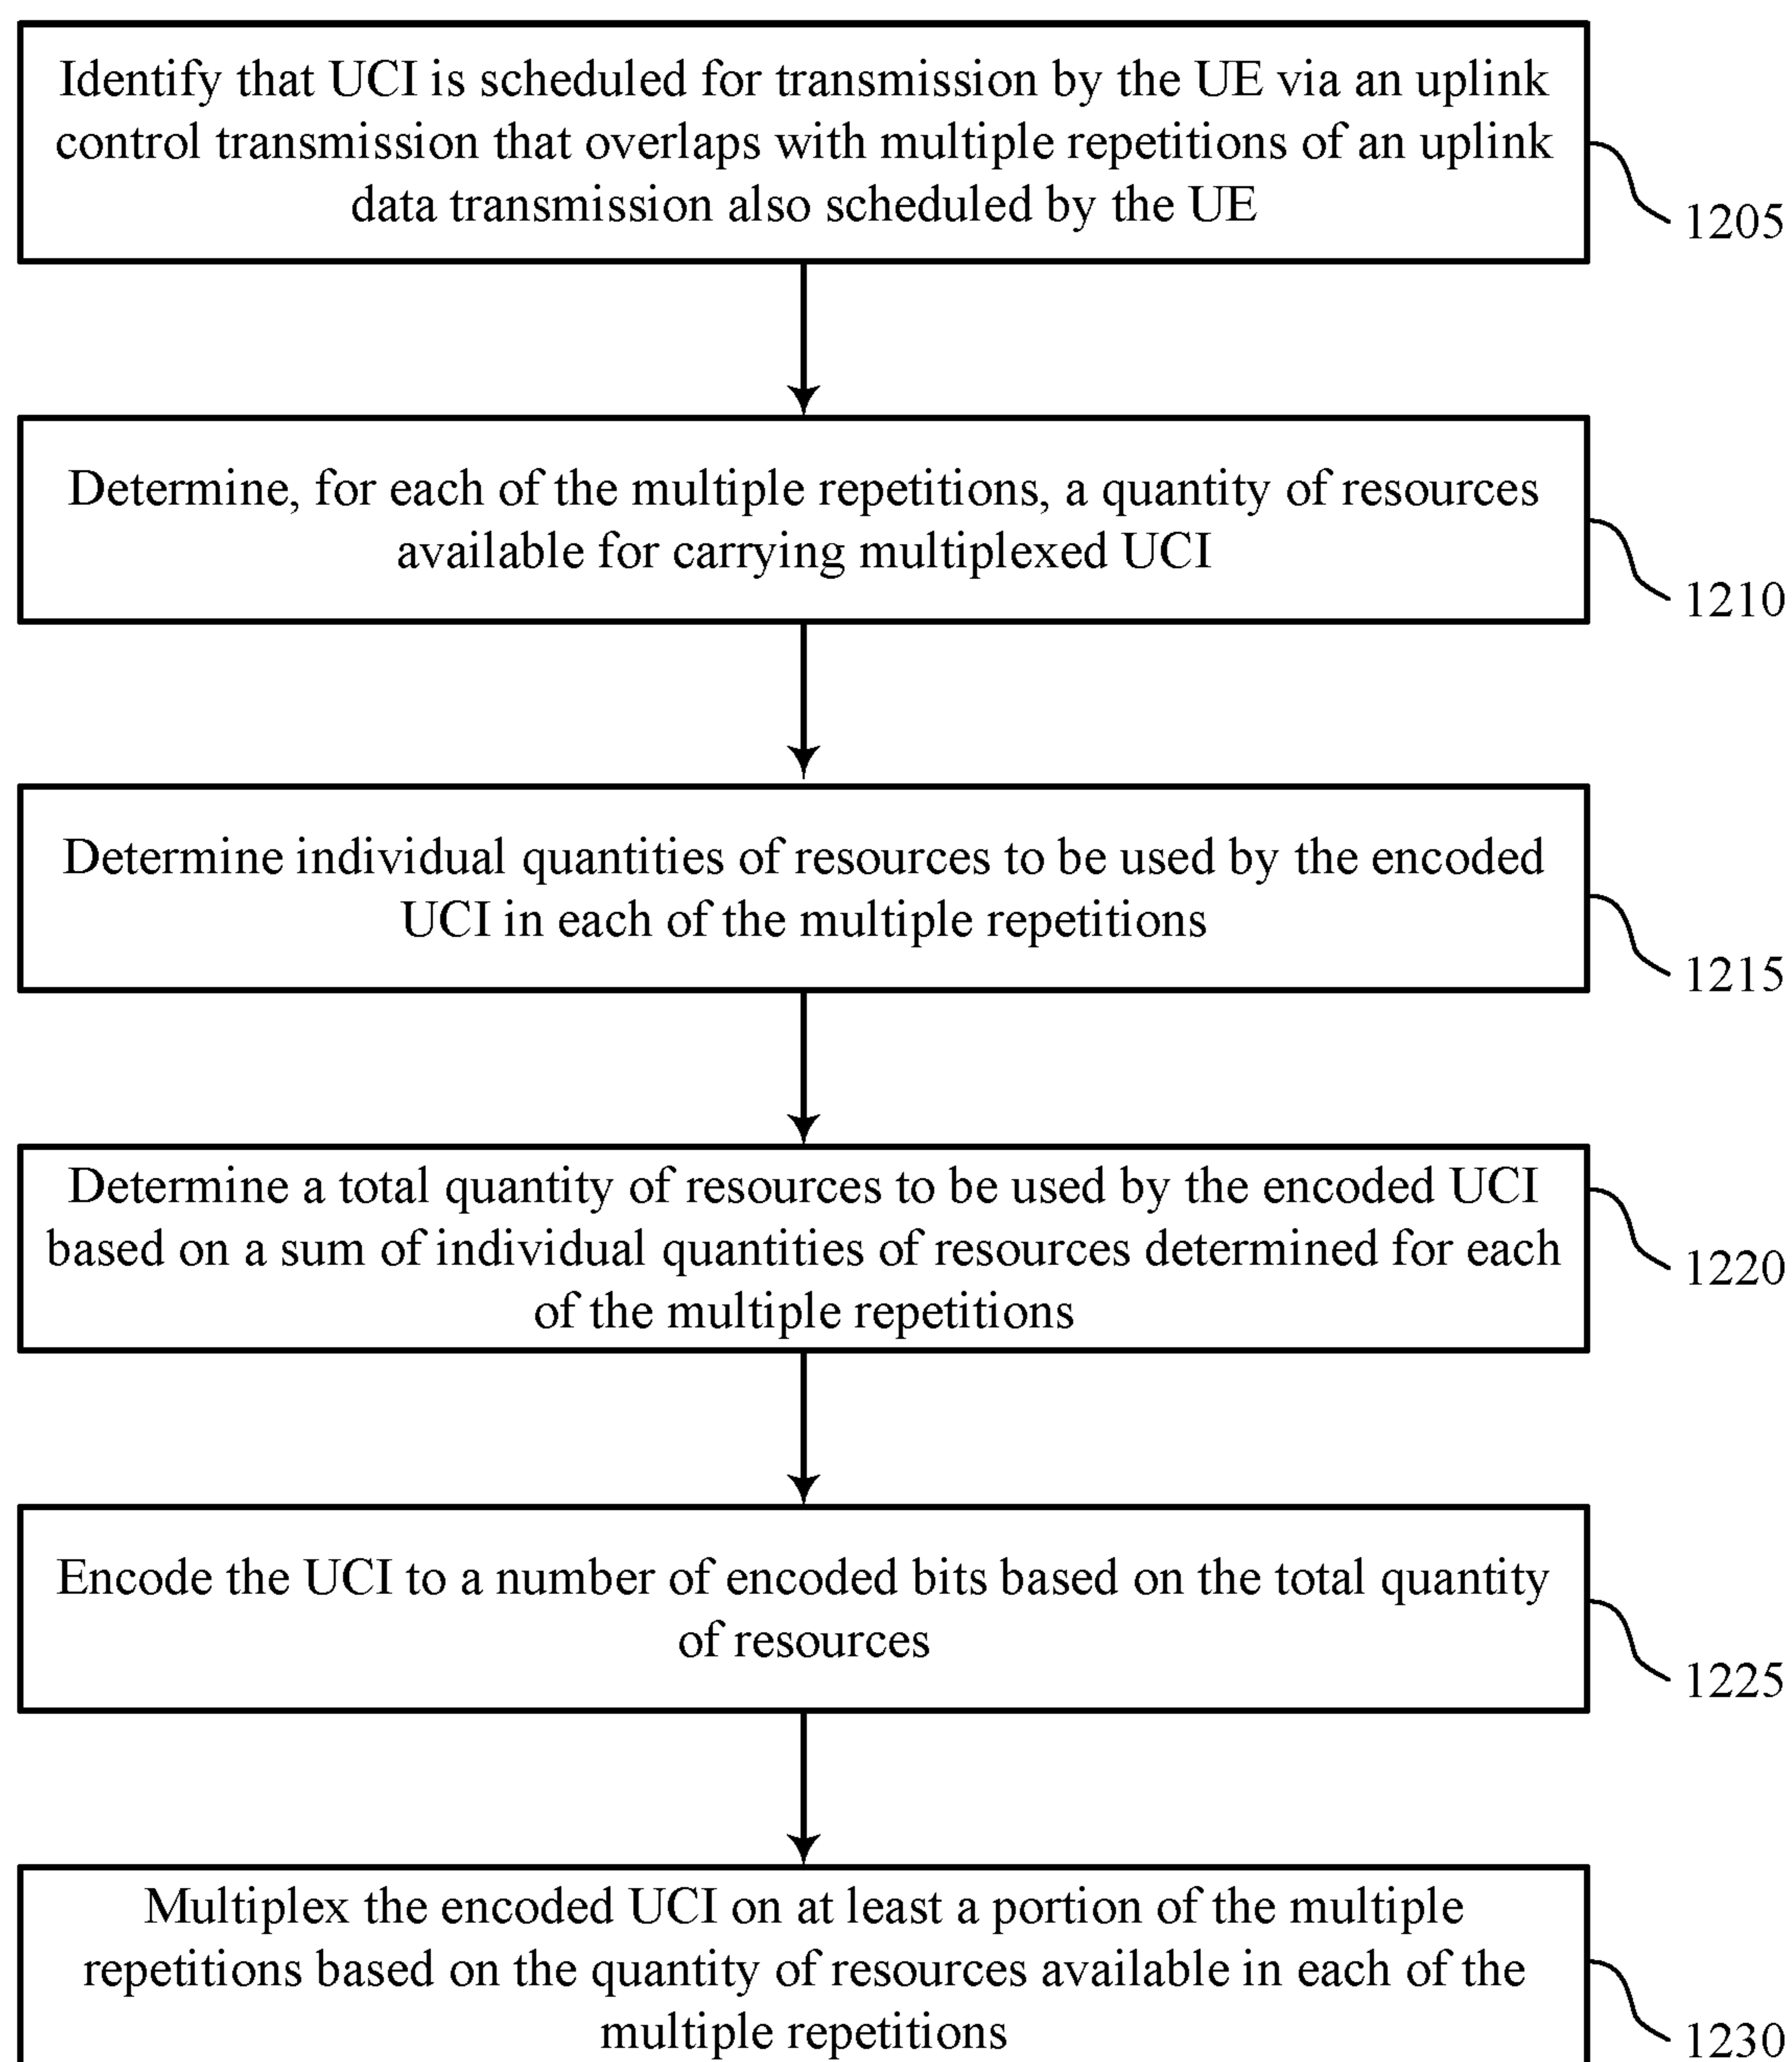 Identify that UCI is scheduled for transmission by the UE via an uplink
control transmission that overlaps with multiple repetitions of an uplink
data transmission also scheduled by the UE
1205
Determine, for each of the multiple repetitions, a quantity of resources
available for carrying multiplexed UCI
1210
Determine individual quantities of resources to be used by the encoded
UCI in each of the multiple repetitions
1215
Determine a total quantity of resources to be used by the encoded UCI
based on a sum of individual quantities of resources determined for each
of the multiple repetitions
1220
Encode the UCI to a number of encoded bits based on the total quantity
of resources
1225
Multiplex the encoded UCI on at least a portion of the multiple
repetitions based on the quantity of resources available in each of the
multiple repetitions
1230